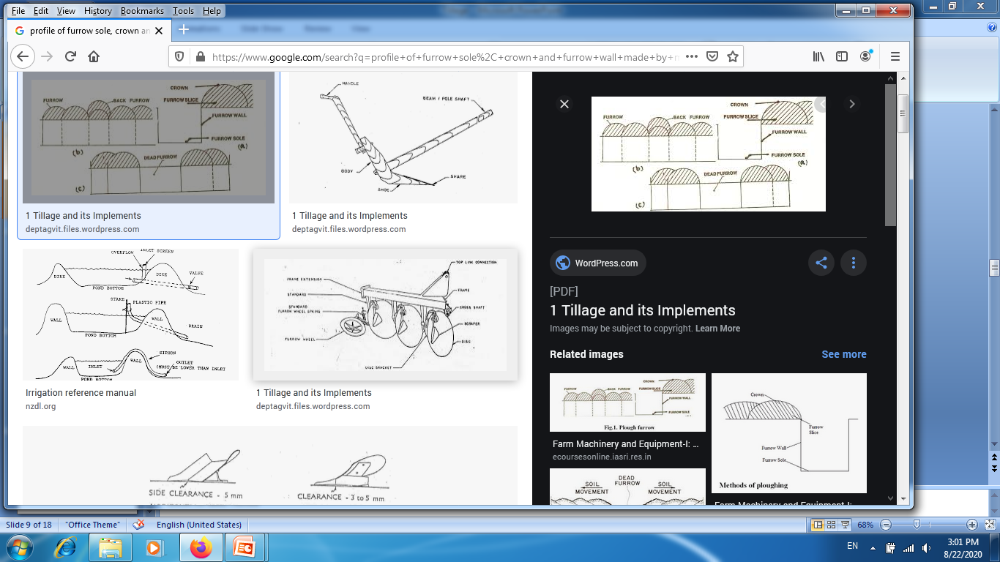 File Edit View History Bookmarks Tools Help
profile of furrow sole, crown an
https://www.google.com/search?q=profile+of+furrow+sole%2C+crown+and+furrow+wall+made+by+
FURROW
BACK FURROW
CROWN
FURROW SLICE
FURROW WALL
FURROW SOLE
(a)
(b)
DEAD FURROW
(c)
1 Tillage and its Implements
deptagvit.files.wordpress.com
HANDLE
BEAM / POLE SHAFT
BODY
SHARE
SHOE
1 Tillage and its Implements
deptagvit.files.wordpress.com
OVERFLOW
INLET SCREEN
DIKE
DIKE
VALVE
POND BOTTOM
STAKE
PLASTIC PIPE
WALL
WALL
DRAIN
POND BOTTOM
SIPHON
WALL
INLET
WALL
OUTLET
(MUST BE LOWER THAN INLET
POND BOTTOM
Irrigation reference manual
nzdl.org
TOP LINK CONNECTION
FRAME EXTENSION
FRAME
STANDARD
CROSS SHAFT
STANDARD
FURROW WHEEL SPRING
SCRAPER
FURROW WHEEL
DISC
DISC BRACKET
1 Tillage and its Implements
deptagvit.files.wordpress.com
SIDE CLEARANCE - 5 mm
CLEARANCE - 3 to 5 mm
CROWN
FURROW
BACK FURROW
FURROW SLICE
FURROW WALL
FURROW SOLE
(a)
(b)
DEAD FURROW
(c)
WordPress.com
[PDF]
1 Tillage and its Implements
Images may be subject to copyright. Learn More
Related images
See more
CROWN
FURROW
BACK FURROW
FURROW SLICE
FURROW WALL
FURROW SOLE
Fig.1. Plough furrow
Farm Machinery and Equipment-I: ...
ecoursesonline.iasri.res.in
Crown
Furrow
Slice
Furrow Wall
Furrow Sole
Methods of ploughing
Farm Machinery and Equipment-I:
SOIL
MOVEMENT
DEAD
FURROW
SOIL
MOVEMENT
Slide 9 of 18
"Office Theme"
English (United States)
68%
EN
3:01 PM
8/22/2020